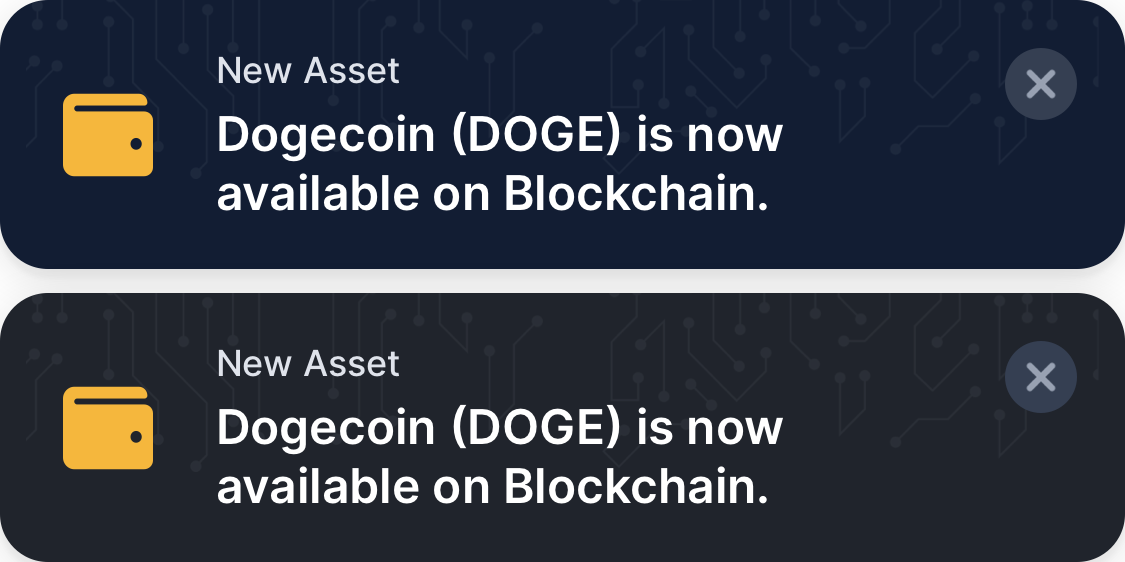 New Asset
Dogecoin (DOGE) is now
available on Blockchain.
New Asset
Dogecoin (DOGE) is now
available on Blockchain.